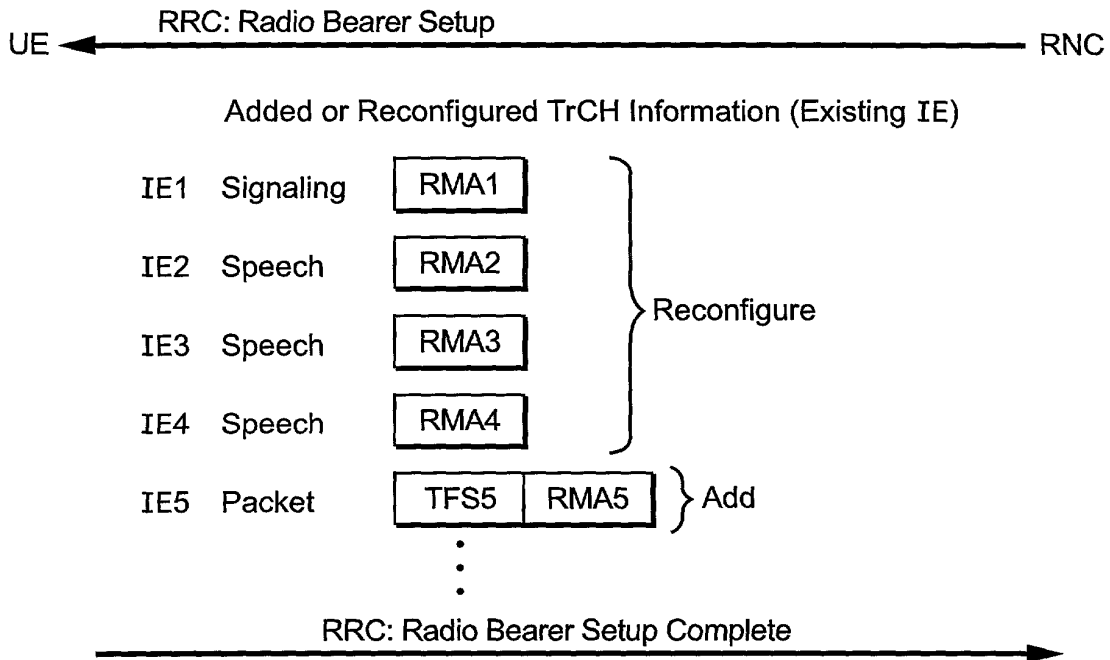 RRC: Radio Bearer Setup
UE RNC
Added or Reconfigured TrCH Information (Existing IE)
IE1 Signaling RMA1
IE2 Speech RMA2
Reconfigure
IE3 Speech RMA3
IE4 Speech RMA4
IE5 Packet TFS5 RMA5 Add
RRC: Radio Bearer Setup Complete